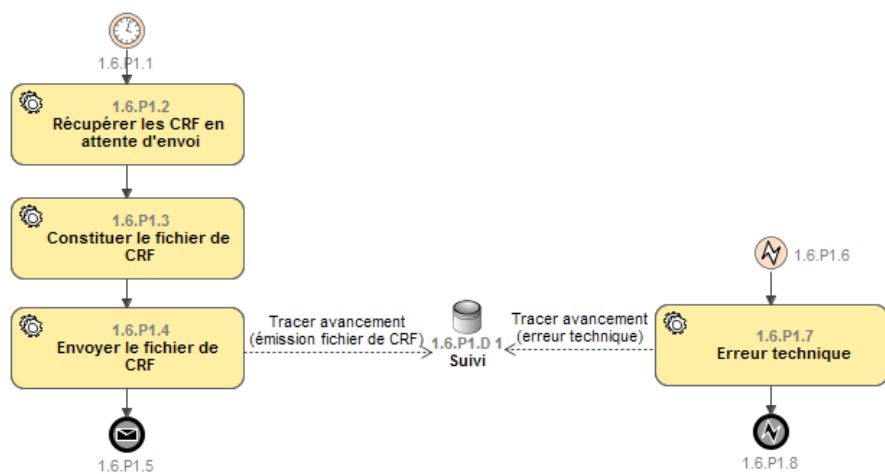 1.6.P1.1
1.6.P1.2
Récupérer les CRF en
attente d'envoi
1.6.P1.3
Constituer le fichier de
CRF
1.6.P1.6
1.6.P1.4
Envoyer le fichier de
CRF
Tracer avancement
(émission fichier de CRF)
1.6.P1.D 1
Suivi
Tracer avancement
(erreur technique)
1.6.P1.7
Erreur technique
1.6.P1.5
1.6.P1.8